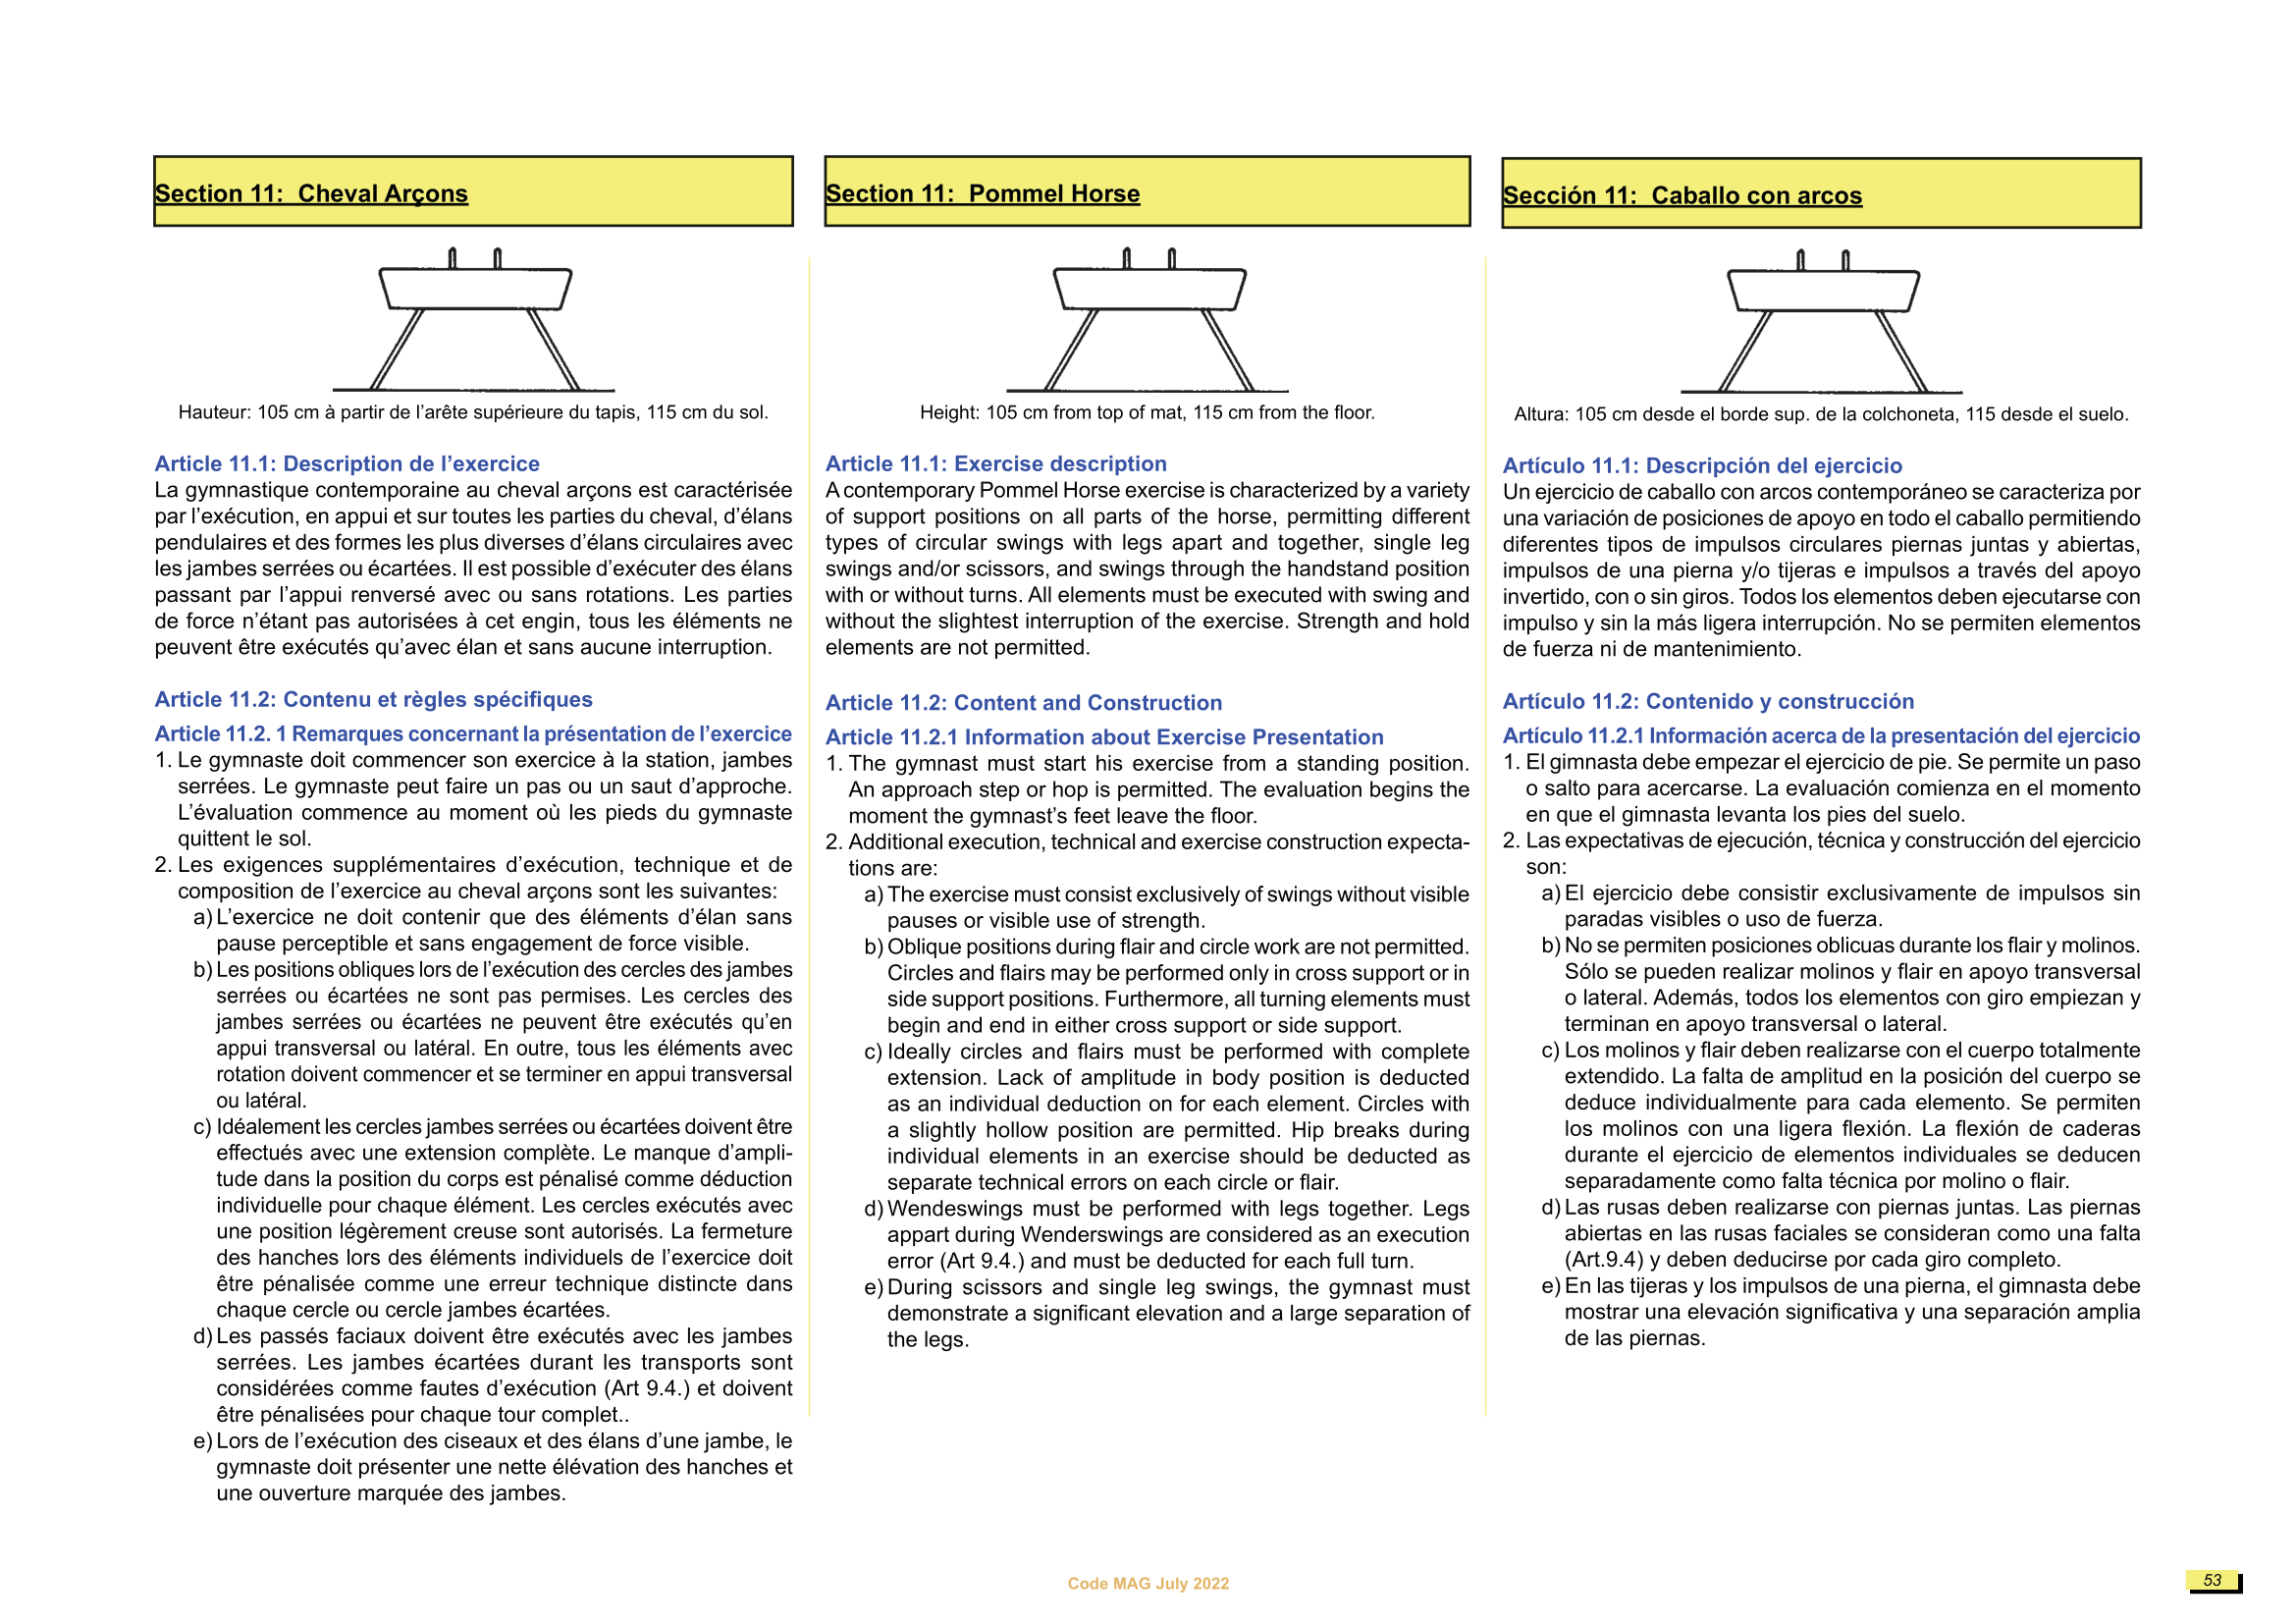 Section 11:  Cheval Arçons
Hauteur: 105 cm à partir de l’arête supérieure du tapis, 115 cm du sol.
Article 11.1: Description de l’exercice
La gymnastique contemporaine au cheval arçons est caractérisée
par l’exécution, en appui et sur toutes les parties du cheval, d’élans
pendulaires et des formes les plus diverses d’élans circulaires avec
les jambes serrées ou écartées. Il est possible d’exécuter des élans
passant par l’appui renversé avec ou sans rotations. Les parties
de force n’étant pas autorisées à cet engin, tous les éléments ne
peuvent être exécutés qu’avec élan et sans aucune interruption.
Article 11.2: Contenu et règles spécifiques
Article 11.2. 1 Remarques concernant la présentation de l’exercice
1. Le gymnaste doit commencer son exercice à la station, jambes
serrées. Le gymnaste peut faire un pas ou un saut d’approche.
L’évaluation commence au moment où les pieds du gymnaste
quittent le sol.
2. Les exigences supplémentaires d’exécution, technique et de
composition de l’exercice au cheval arçons sont les suivantes:
a) L’exercice ne doit contenir que des éléments d’élan sans
pause perceptible et sans engagement de force visible.
b) Les positions obliques lors de l’exécution des cercles des jambes
serrées ou écartées ne sont pas permises. Les cercles des
jambes serrées ou écartées ne peuvent être exécutés qu’en
appui transversal ou latéral. En outre, tous les éléments avec
rotation doivent commencer et se terminer en appui transversal
ou latéral.
c) Idéalement les cercles jambes serrées ou écartées doivent être
effectués avec une extension complète. Le manque d’ampli-
tude dans la position du corps est pénalisé comme déduction
individuelle pour chaque élément. Les cercles exécutés avec
une position légèrement creuse sont autorisés. La fermeture
des hanches lors des éléments individuels de l’exercice doit
être pénalisée comme une erreur technique distincte dans
chaque cercle ou cercle jambes écartées.
d) Les passés faciaux doivent être exécutés avec les jambes
serrées. Les jambes écartées durant les transports sont
considérées comme fautes d’exécution (Art 9.4.) et doivent
être pénalisées pour chaque tour complet..
e) Lors de l’exécution des ciseaux et des élans d’une jambe, le
gymnaste doit présenter une nette élévation des hanches et
une ouverture marquée des jambes.
Section 11:  Pommel Horse
Height: 105 cm from top of mat, 115 cm from the floor.
Article 11.1: Exercise description
A contemporary Pommel Horse exercise is characterized by a variety
of support positions on all parts of the horse, permitting different
types of circular swings with legs apart and together, single leg
swings and/or scissors, and swings through the handstand position
with or without turns. All elements must be executed with swing and
without the slightest interruption of the exercise. Strength and hold
elements are not permitted.
Article 11.2: Content and Construction
Article 11.2.1 Information about Exercise Presentation
1. The gymnast must start his exercise from a standing position.
An approach step or hop is permitted. The evaluation begins the
moment the gymnast’s feet leave the floor.
2. Additional execution, technical and exercise construction expecta-
tions are:
a) The exercise must consist exclusively of swings without visible
pauses or visible use of strength.
b) Oblique positions during flair and circle work are not permitted.
Circles and flairs may be performed only in cross support or in
side support positions. Furthermore, all turning elements must
begin and end in either cross support or side support.
c) Ideally circles and flairs must be performed with complete
extension. Lack of amplitude in body position is deducted
as an individual deduction on for each element. Circles with
a slightly hollow position are permitted. Hip breaks during
individual elements in an exercise should be deducted as
separate technical errors on each circle or flair.
d) Wendeswings must be performed with legs together. Legs
appart during Wenderswings are considered as an execution
error (Art 9.4.) and must be deducted for each full turn.
e) During scissors and single leg swings, the gymnast must
demonstrate a significant elevation and a large separation of
the legs.
Sección 11:  Caballo con arcos
Altura: 105 cm desde el borde sup. de la colchoneta, 115 desde el suelo.
Artículo 11.1: Descripción del ejercicio
Un ejercicio de caballo con arcos contemporáneo se caracteriza por
una variación de posiciones de apoyo en todo el caballo permitiendo
diferentes tipos de impulsos circulares piernas juntas y abiertas,
impulsos de una pierna y/o tijeras e impulsos a través del apoyo
invertido, con o sin giros. Todos los elementos deben ejecutarse con
impulso y sin la más ligera interrupción. No se permiten elementos
de fuerza ni de mantenimiento.
Artículo 11.2: Contenido y construcción
Artículo 11.2.1 Información acerca de la presentación del ejercicio
1. El gimnasta debe empezar el ejercicio de pie. Se permite un paso
o salto para acercarse. La evaluación comienza en el momento
en que el gimnasta levanta los pies del suelo.
2. Las expectativas de ejecución, técnica y construcción del ejercicio
son:
a) El ejercicio debe consistir exclusivamente de impulsos sin
paradas visibles o uso de fuerza.
b) No se permiten posiciones oblicuas durante los flair y molinos.
Sólo se pueden realizar molinos y flair en apoyo transversal
o lateral. Además, todos los elementos con giro empiezan y
terminan en apoyo transversal o lateral.
c) Los molinos y flair deben realizarse con el cuerpo totalmente
extendido. La falta de amplitud en la posición del cuerpo se
deduce individualmente para cada elemento. Se permiten
los molinos con una ligera flexión. La flexión de caderas
durante el ejercicio de elementos individuales se deducen
separadamente como falta técnica por molino o flair.
d) Las rusas deben realizarse con piernas juntas. Las piernas
abiertas en las rusas faciales se consideran como una falta
(Art.9.4) y deben deducirse por cada giro completo.
e) En las tijeras y los impulsos de una pierna, el gimnasta debe
mostrar una elevación significativa y una separación amplia
de las piernas.
Code MAG July 2022
53